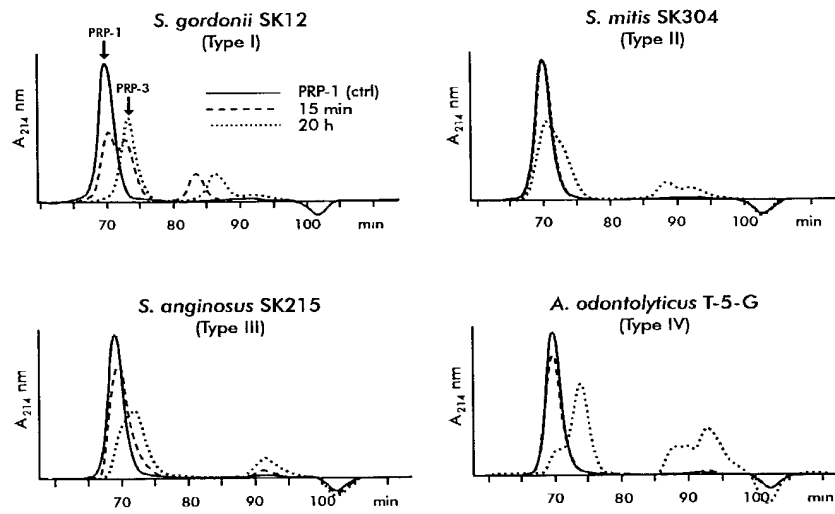 S. gordonii SK12
(Type I)
PRP-1
PRP-3
PRP-1 (ctrl)
15 min
20 h
A214 nm
70 80 90 100 min
S. mitis SK304
(Type II)
A214 nm
70 80 90 100 min
S. anginosus SK215
(Type III)
A214 nm
70 80 90 100 min
A. odontolyticus T-5-G
(Type IV)
A214 nm
70 80 90 100 min